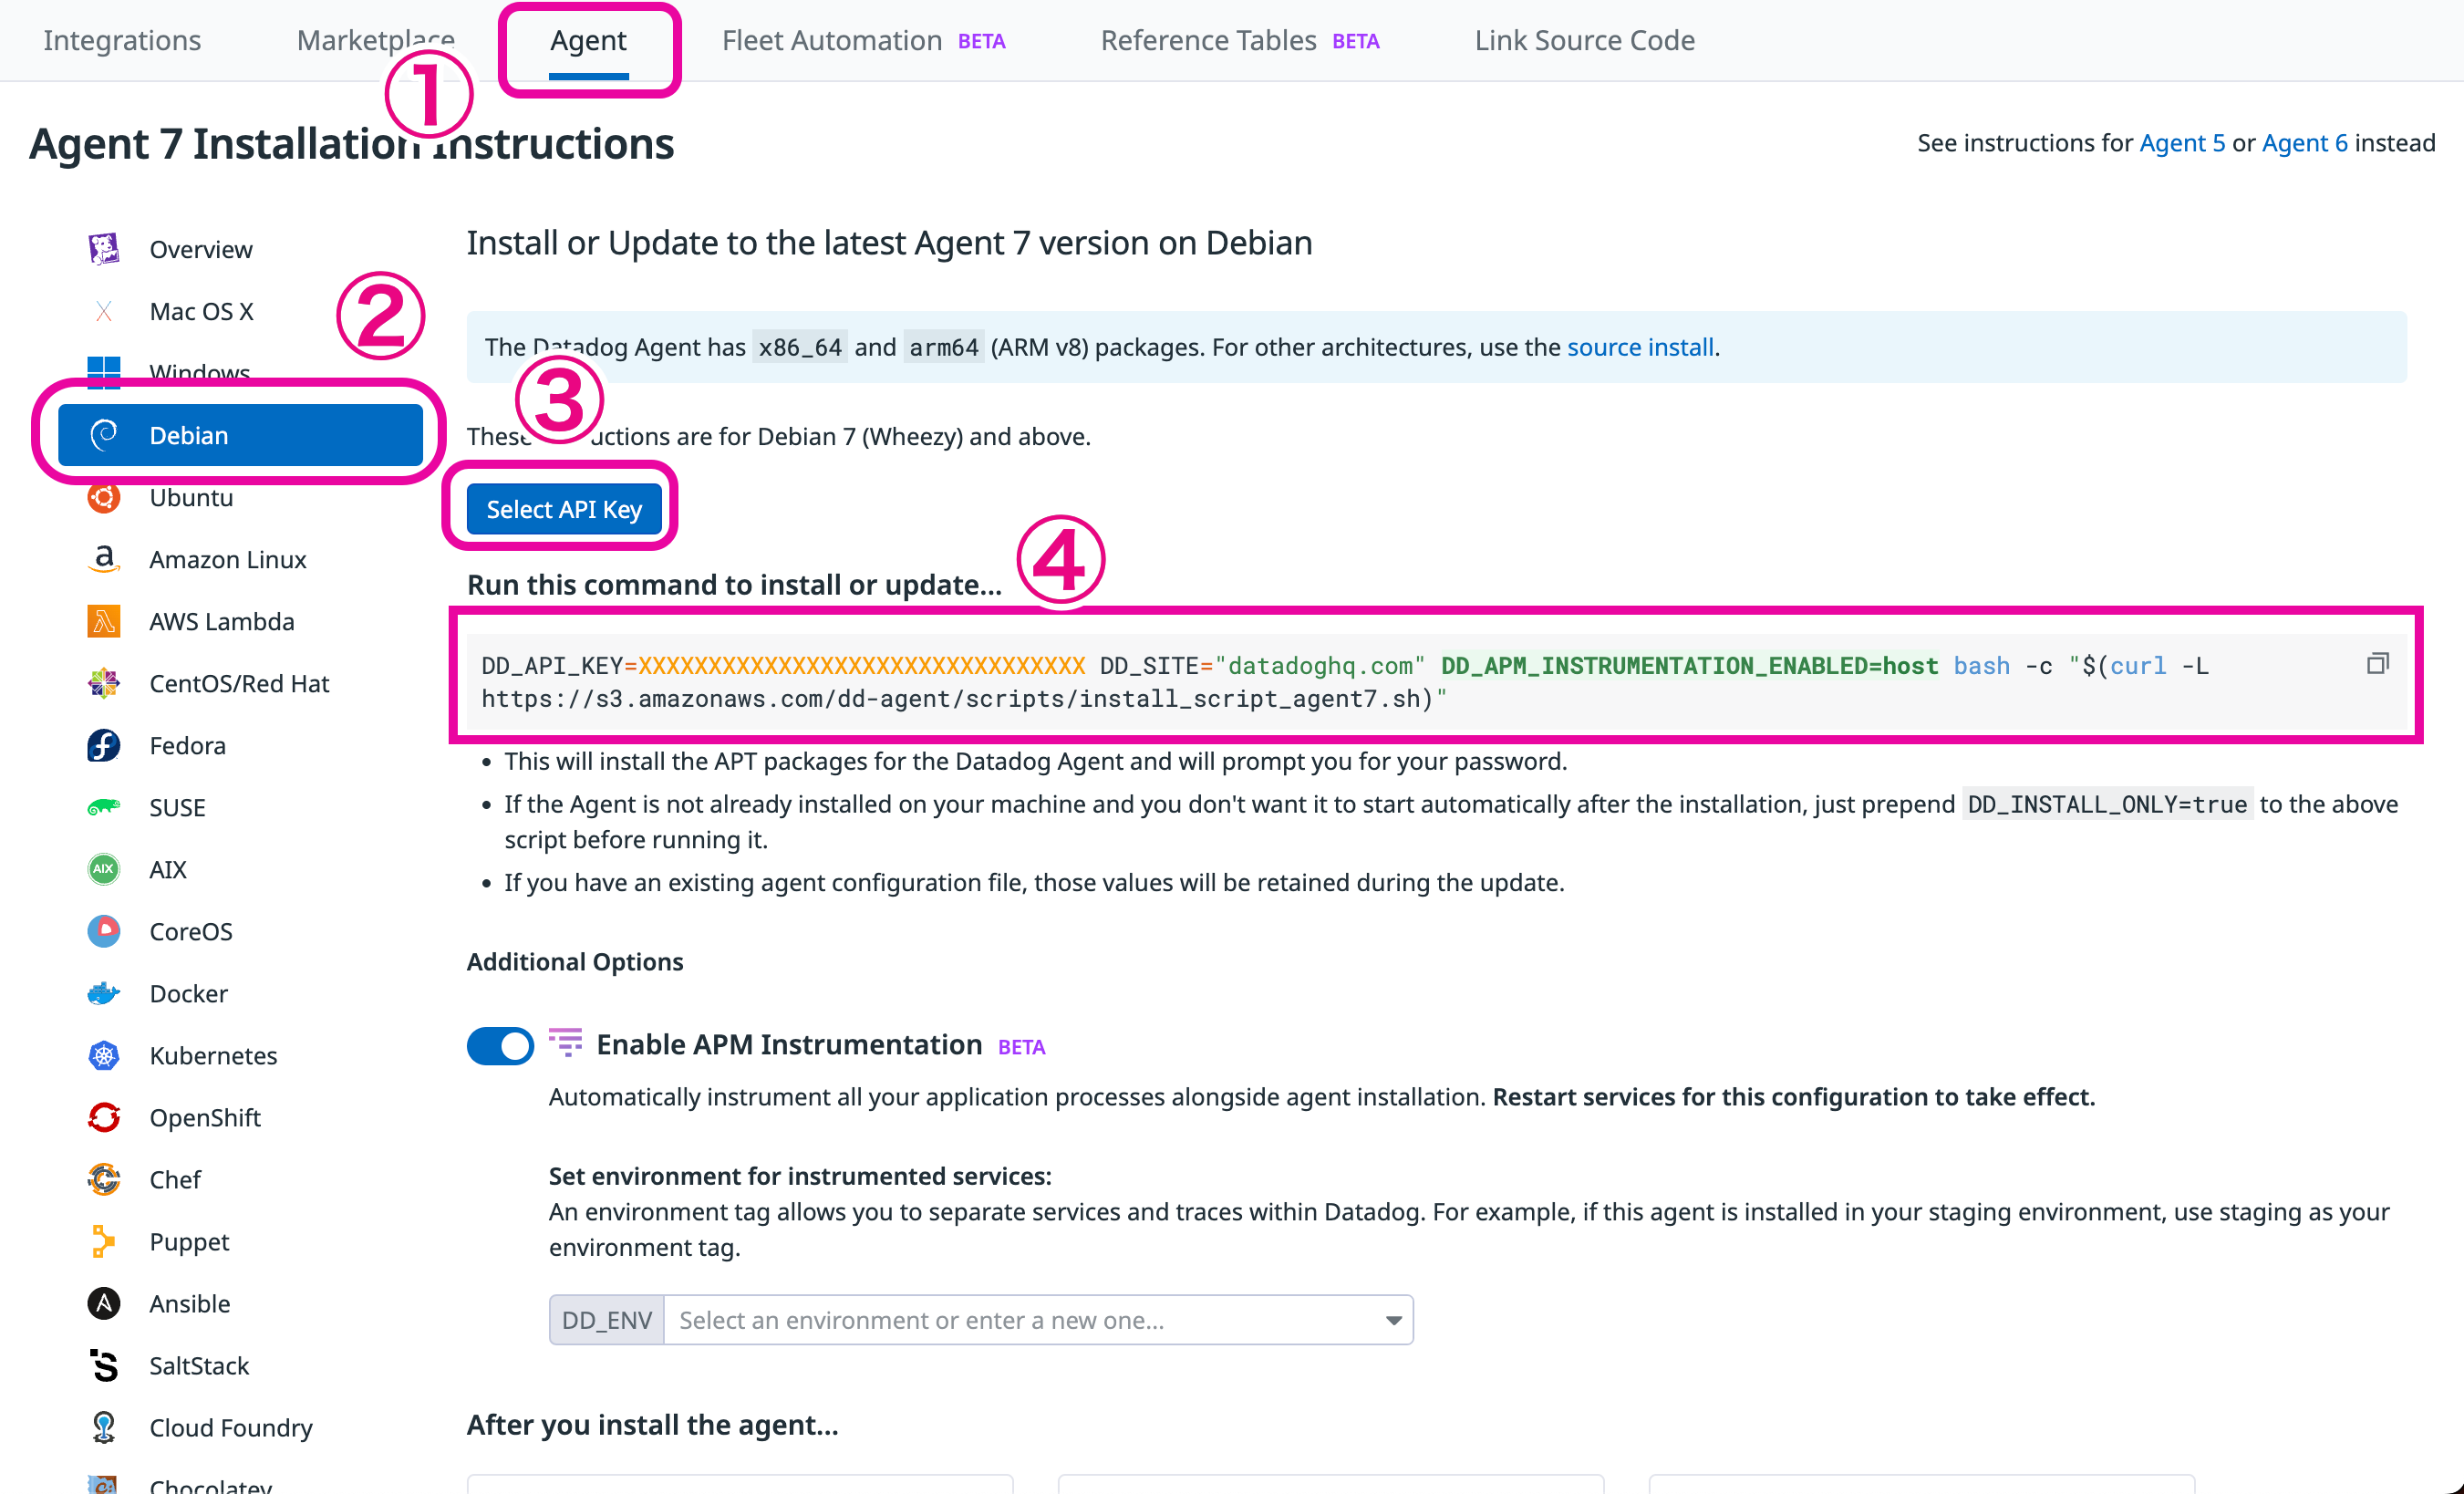 Integrations Marketplace Agent Fleet Automation BETA Reference Tables BETA Link Source Code
①
Agent 7 Installation Instructions
See instructions for Agent 5 or Agent 6 instead
Overview
Mac OS X
②
Windows
Debian
Ubuntu
Amazon Linux
AWS Lambda
CentOS/Red Hat
Fedora
SUSE
AIX
AIX
CoreOS
Docker
Kubernetes
OpenShift
Chef
Puppet
Ansible
SaltStack
Cloud Foundry
Chocolatey
Install or Update to the latest Agent 7 version on Debian
The Datadog Agent has x86_64 and arm64 (ARM v8) packages. For other architectures, use the source install.
③
These instructions are for Debian 7 (Wheezy) and above.
Select API Key
④
Run this command to install or update...
DD_API_KEY=XXXXXXXXXXXXXXXXXXXXXXXXXXXXXXXX DD_SITE="datadoghq.com" DD_APM_INSTRUMENTATION_ENABLED=host bash -c "$(curl -L
https://s3.amazonaws.com/dd-agent/scripts/install_script_agent7.sh)"
• This will install the APT packages for the Datadog Agent and will prompt you for your password.
• If the Agent is not already installed on your machine and you don't want it to start automatically after the installation, just prepend DD_INSTALL_ONLY=true to the above
script before running it.
• If you have an existing agent configuration file, those values will be retained during the update.
Additional Options
Enable APM Instrumentation BETA
Automatically instrument all your application processes alongside agent installation. Restart services for this configuration to take effect.
Set environment for instrumented services:
An environment tag allows you to separate services and traces within Datadog. For example, if this agent is installed in your staging environment, use staging as your
environment tag.
DD_ENV Select an environment or enter a new one...
After you install the agent...